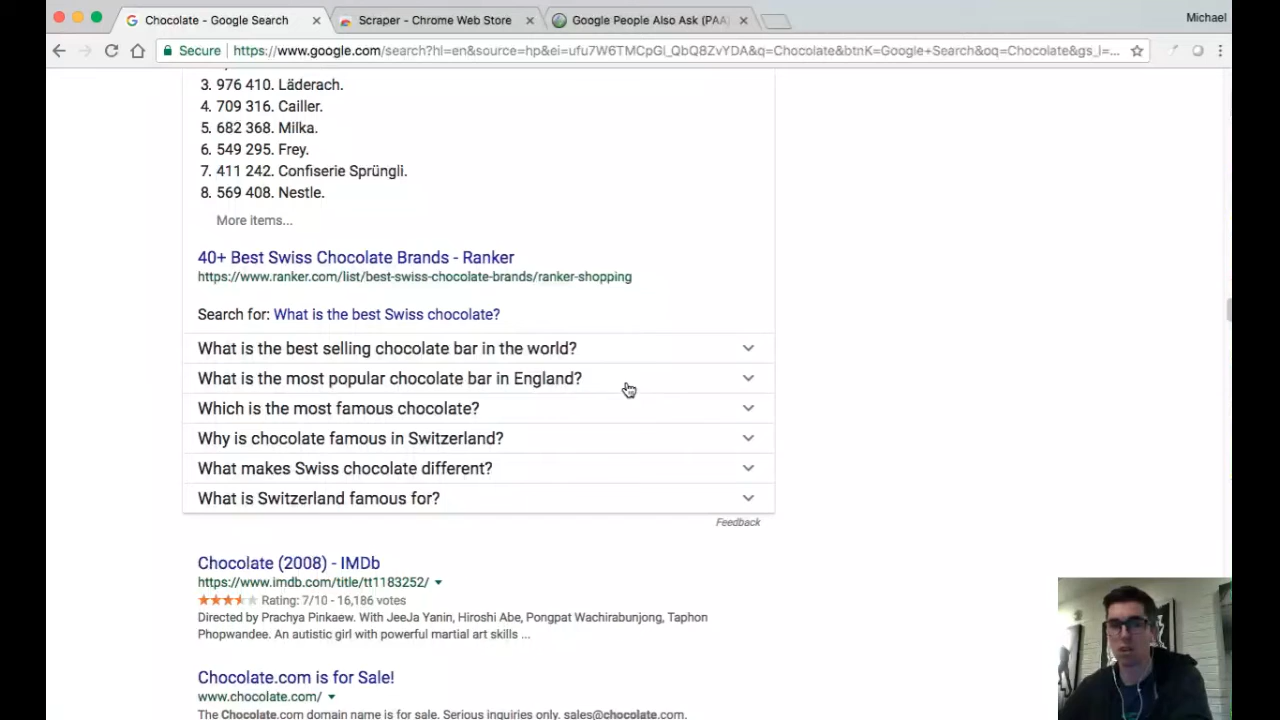 Chocolate - Google Search
Scraper - Chrome Web Store
Google People Also Ask (PAA)
Michael
Secure
https://www.google.com/search?hl=en&source=hp&ei=ufu7W6TMCpGl_QbQ8ZvYDA&q=Chocolate&btnK=Google+Search&oq=Chocolate&gs_l=...
3. 976 410. Läderach.
4. 709 316. Cailler.
5. 682 368. Milka.
6. 549 295. Frey.
7. 411 242. Confiserie Sprüngli.
8. 569 408. Nestle.
More items...
40+ Best Swiss Chocolate Brands - Ranker
https://www.ranker.com/list/best-swiss-chocolate-brands/ranker-shopping
Search for: What is the best Swiss chocolate?
What is the best selling chocolate bar in the world?
What is the most popular chocolate bar in England?
Which is the most famous chocolate?
Why is chocolate famous in Switzerland?
What makes Swiss chocolate different?
What is Switzerland famous for?
Feedback
Chocolate (2008) - IMDb
https://www.imdb.com/title/tt1183252/
Rating: 7/10 - 16,186 votes
Directed by Prachya Pinkaew. With JeeJa Yanin, Hiroshi Abe, Pongpat Wachirabunjong, Taphon
Phopwandee. An autistic girl with powerful martial art skills ...
Chocolate.com is for Sale!
www.chocolate.com/
The Chocolate.com domain name is for sale. Serious inquiries only. sales@chocolate.com.